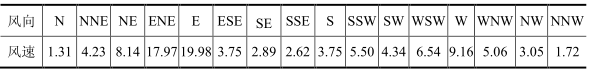 风向 N NNE NE ENE E ESE SE SSE S SSW SW WSW W WNW NW NNW
风速 1.31 4.23 8.14 17.97 19.98 3.75 2.89 2.62 3.75 5.50 4.34 6.54 9.16 5.06 3.05 1.72